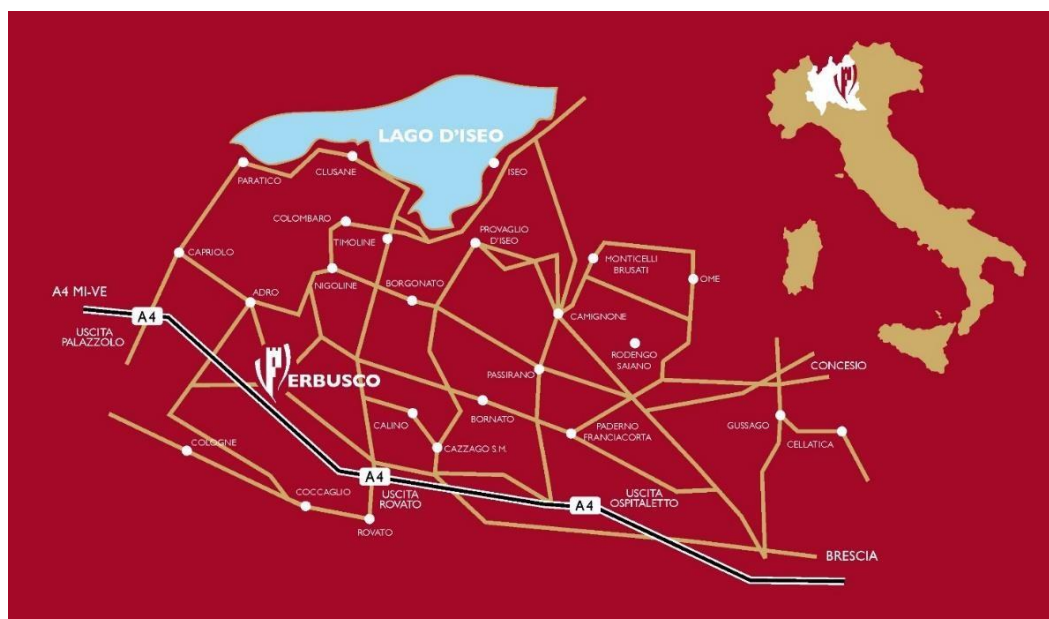 LAGO D'ISEO
PARATICO
CLUSANE
ISEO
COLOMBARO
TIMOLINE
PROVAGLIO
D'ISEO
CAPRIOLO
MONTICELLI
BRUSATI
OME
NIGOLINE
BORGONATO
ADRO
A4 MI-VE
A4
USCITA
PALAZZOLO
CAMIGNONE
RODENGO
SAIANO
CONCESIO
ERBUSCO
PASSIRANO
BORNATO
CALINO
PADERNO
FRANCIACORTA
GUSSAGO
CELLATICA
COLOGNE
CAZZAGO S.M.
A4
USCITA
ROVATO
COCCAGLIO
ROVATO
A4
USCITA
OSPITALETTO
BRESCIA